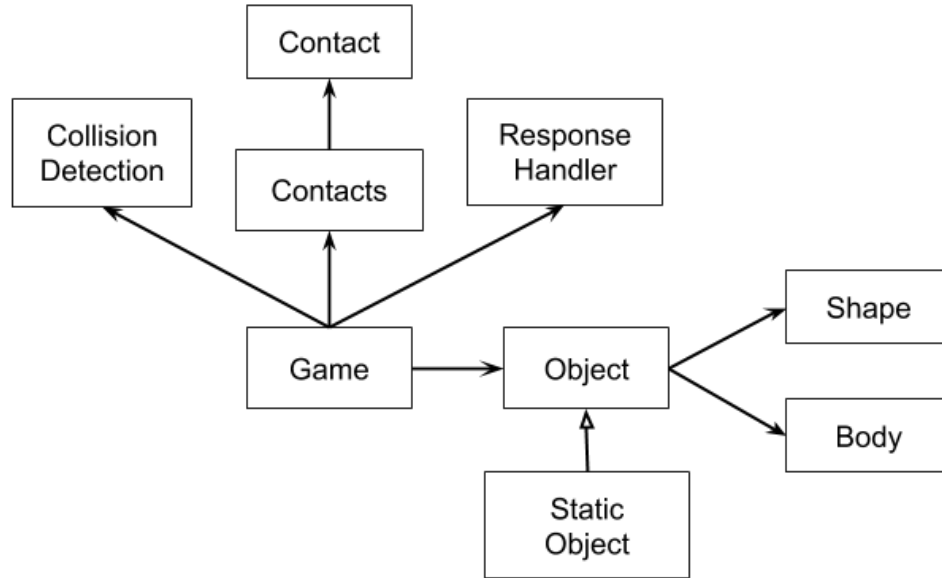 Contact
Collision
Detection
Contacts
Response
Handler
Game
Object
Shape
Body
Static
Object